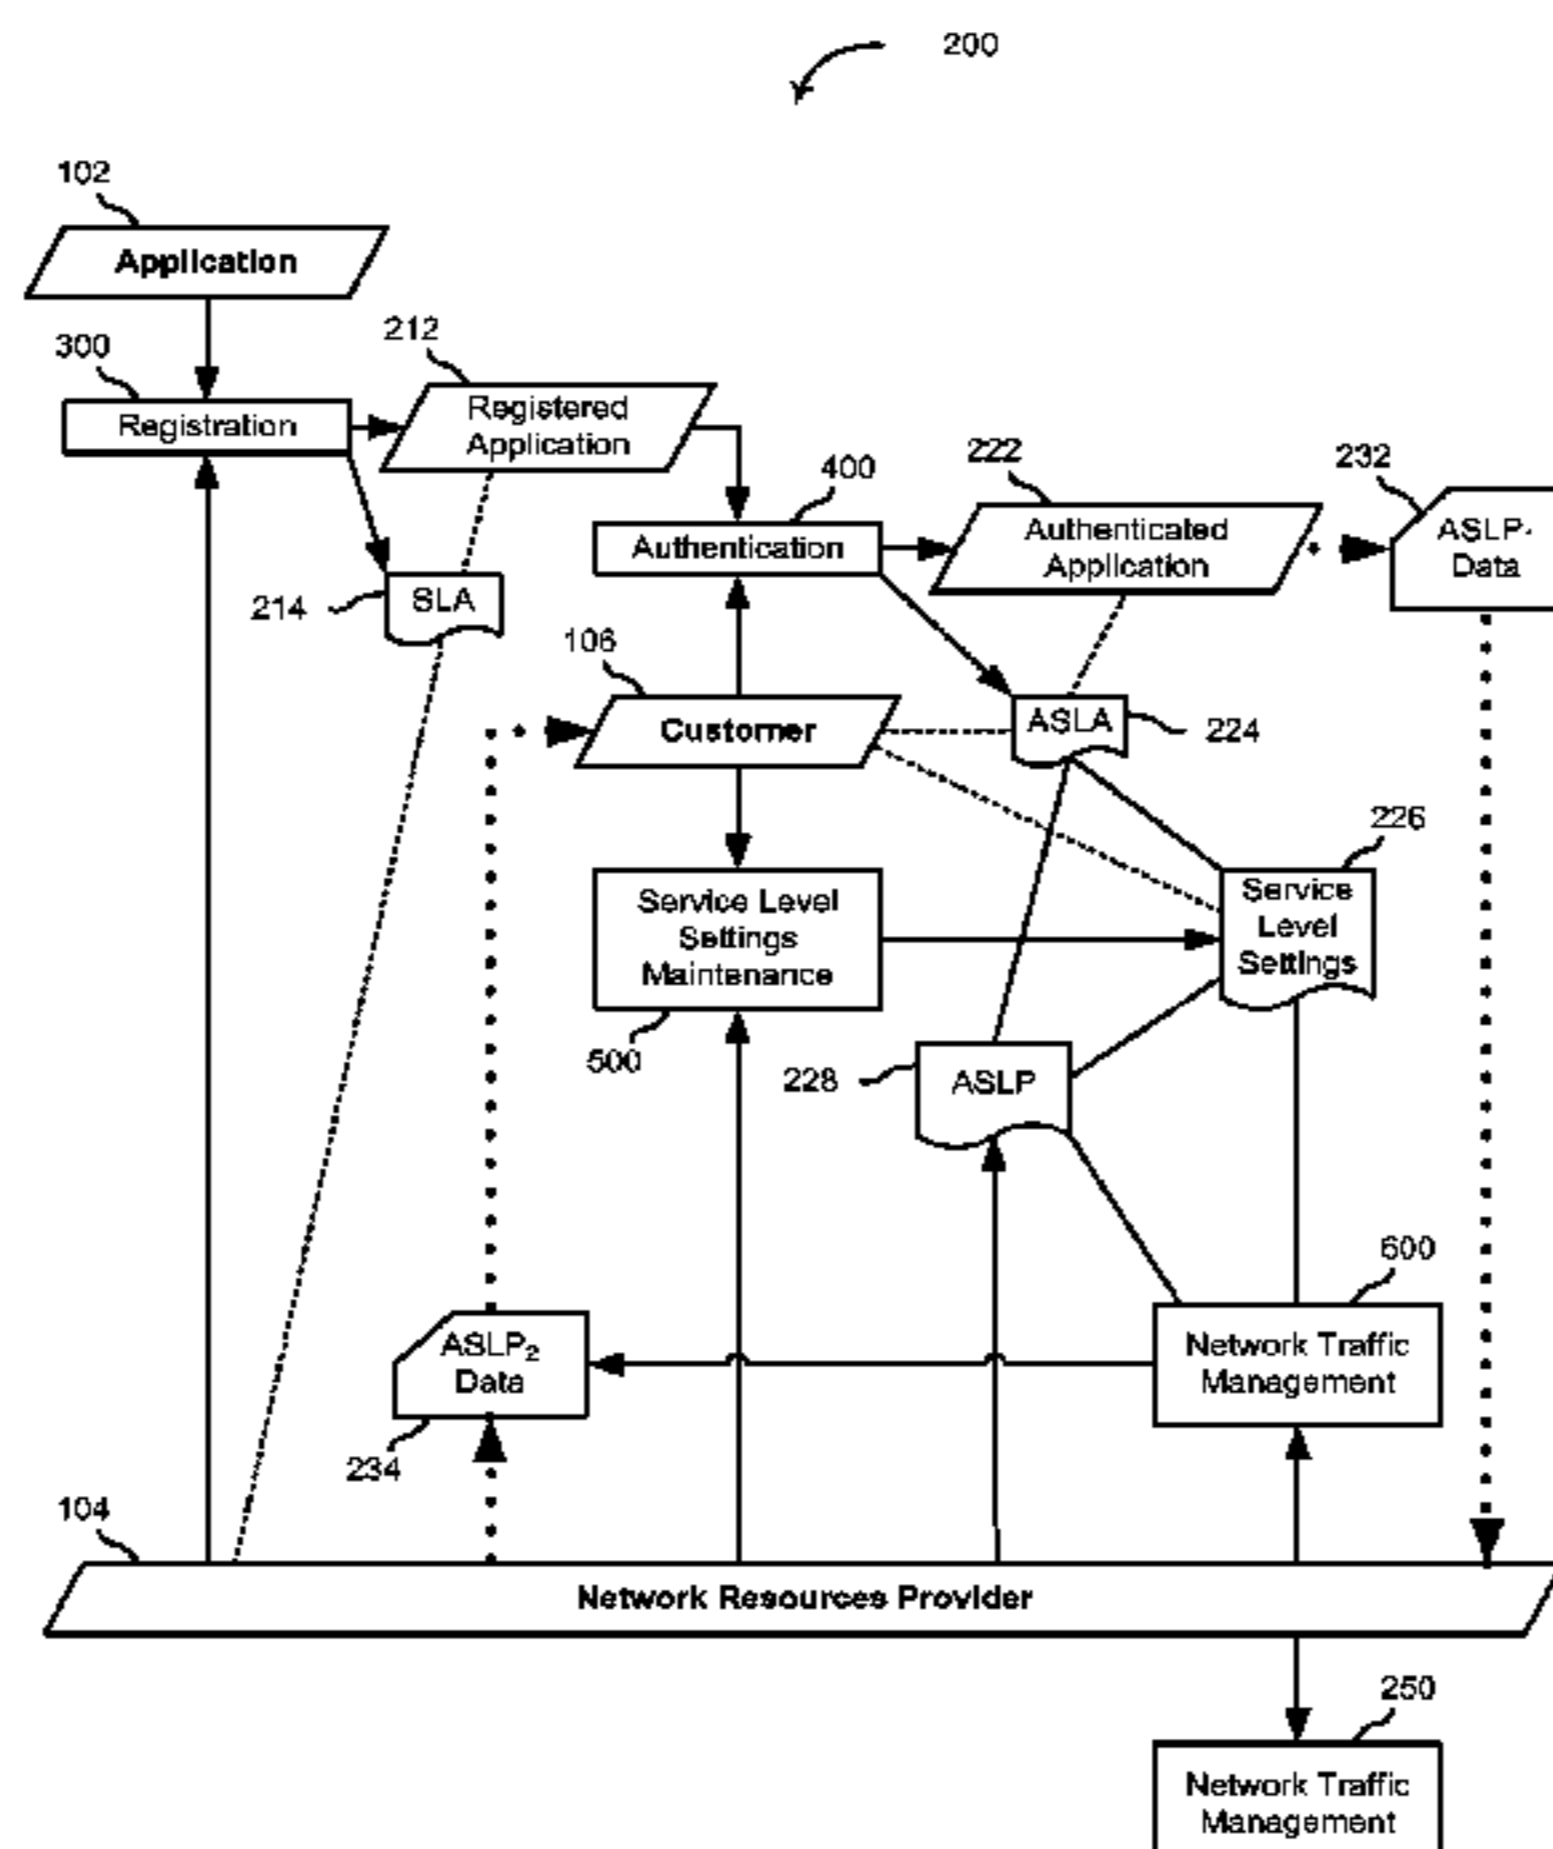 200
102
Application
300
Registration
212
Registered
Application
400
Authentication
222
Authenticated
Application
232
ASLP-
Data
214
SLA
106
Customer
ASLA
224
226
Service
Level
Settings
Service Level
Settings
Maintenance
500
228
ASLP
600
Network Traffic
Management
ASLP₂
Data
234
104
Network Resources Provider
250
Network Traffic
Management